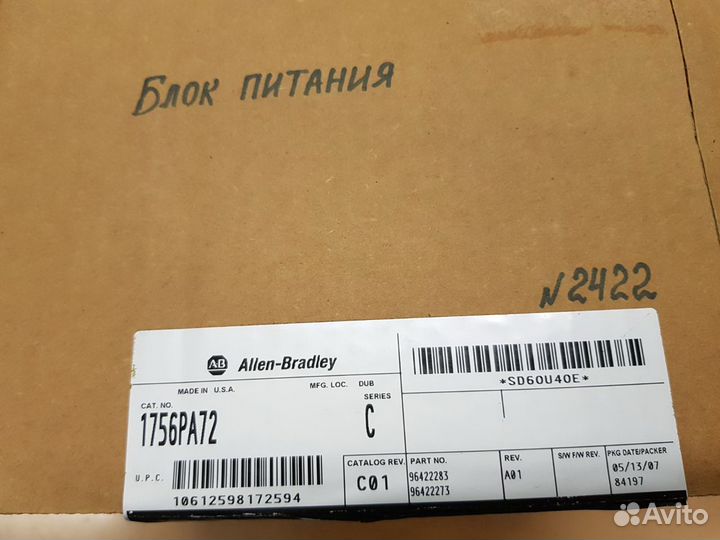 Блок питания
N2422
AB Allen-Bradley
MADE IN U.S.A. MFG. LOC. DUB
CAT. NO. SERIES
1756PA72 C
U.P.C.
10612598172594
*SD60U40E*
CATALOG REV. PART NO. REV. S/W F/W REV. PKG DATE/PACKER
C01 96422283 A01 05/13/07
96422273 84197
Avito